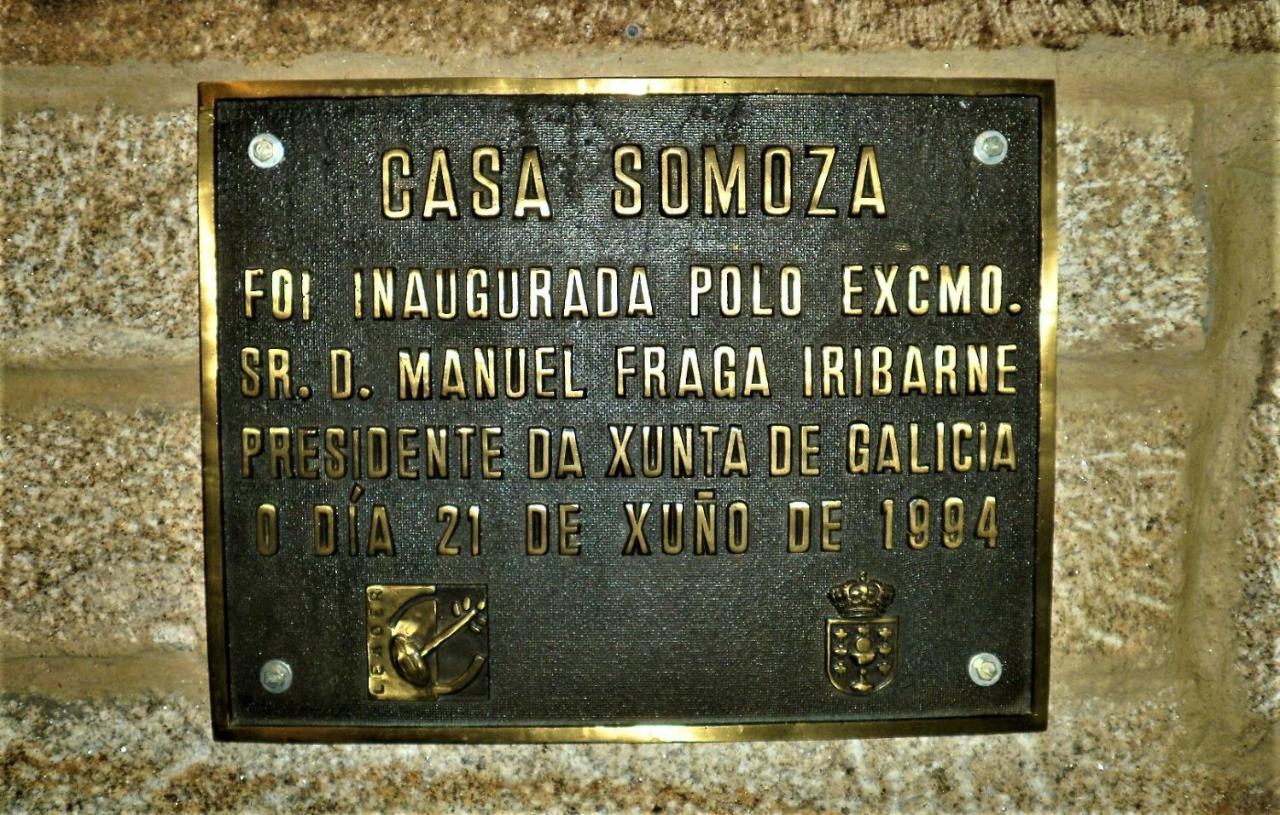 CASA SOMOZA
FOI INAUGURADA POLO EXCMO.
SR. D. MANUEL FRAGA IRIBARNE
PRESIDENTE DA XUNTA DE GALICIA
O DÍA 21 DE XUÑO DE 1994